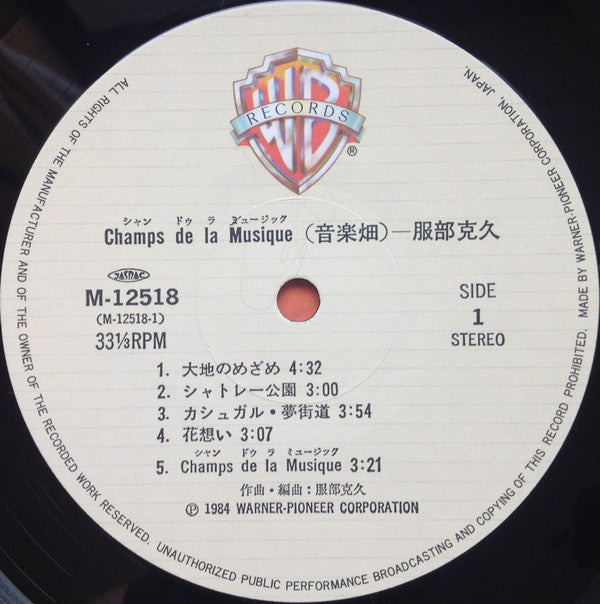 WB
RECORDS
®
シャン ドゥ ラ ミュージック
Champs de la Musique (音楽畑)—服部克久
JASRAC
M-12518
(M-12518-1)
33⅓RPM
SIDE
1
STEREO
1. 大地のめざめ 4:32
2. シャトレー公園 3:00
3. カシュガル・夢街道 3:54
4. 花想い 3:07
シャン ドゥ ラ ミュージック
5. Champs de la Musique 3:21
作曲・編曲：服部克久
Ⓟ 1984 WARNER-PIONEER CORPORATION
ALL RIGHTS OF THE MANUFACTURER AND OF THE OWNER OF THE RECORDED WORK RESERVED. UNAUTHORIZED PUBLIC PERFORMANCE BROADCASTING AND COPYING OF THIS RECORD PROHIBITED. MADE BY WARNER-PIONEER CORPORATION, JAPAN.